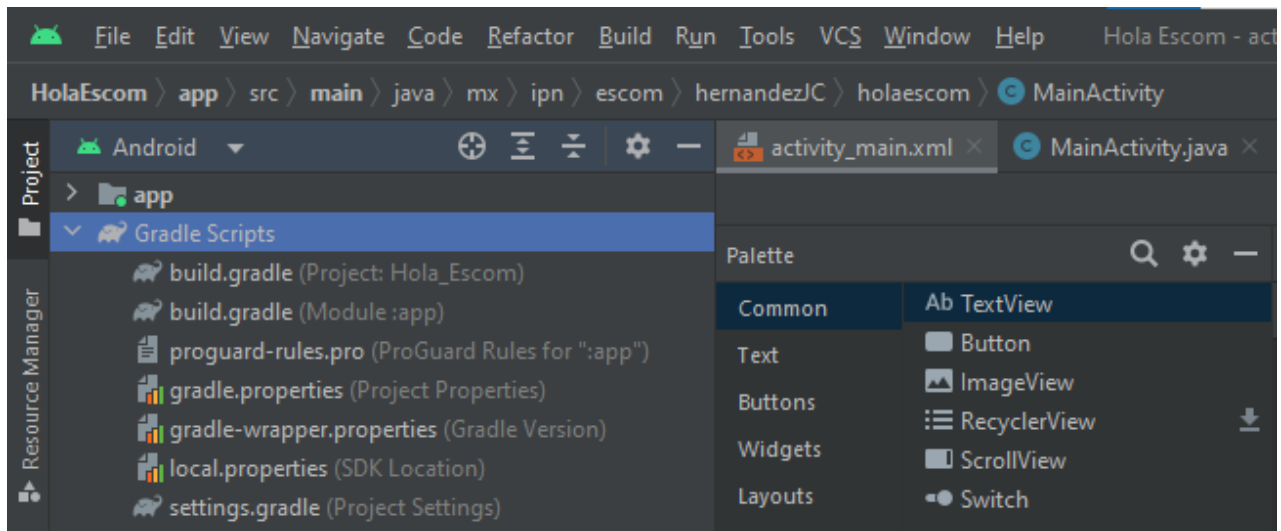 File Edit View Navigate Code Refactor Build Run Tools VCS Window Help Hola Escom - act
HolaEscom app src main java mx ipn escom hernandezJC holaescom C MainActivity
Project
Resource Manager
Android
app
Gradle Scripts
build.gradle (Project: Hola_Escom)
build.gradle (Module :app)
proguard-rules.pro (ProGuard Rules for ":app")
gradle.properties (Project Properties)
gradle-wrapper.properties (Gradle Version)
local.properties (SDK Location)
settings.gradle (Project Settings)
activity_main.xml C MainActivity.java
Palette
Common
Text
Buttons
Widgets
Layouts
Ab TextView
Button
ImageView
RecyclerView
ScrollView
Switch